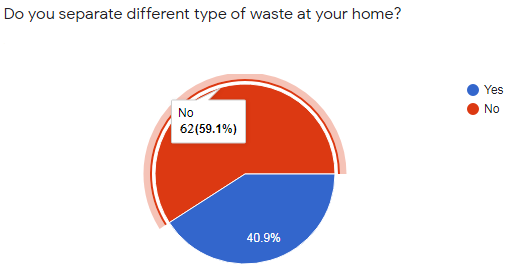 Do you separate different type of waste at your home?
Yes
No
No
62(59.1%)
40.9%